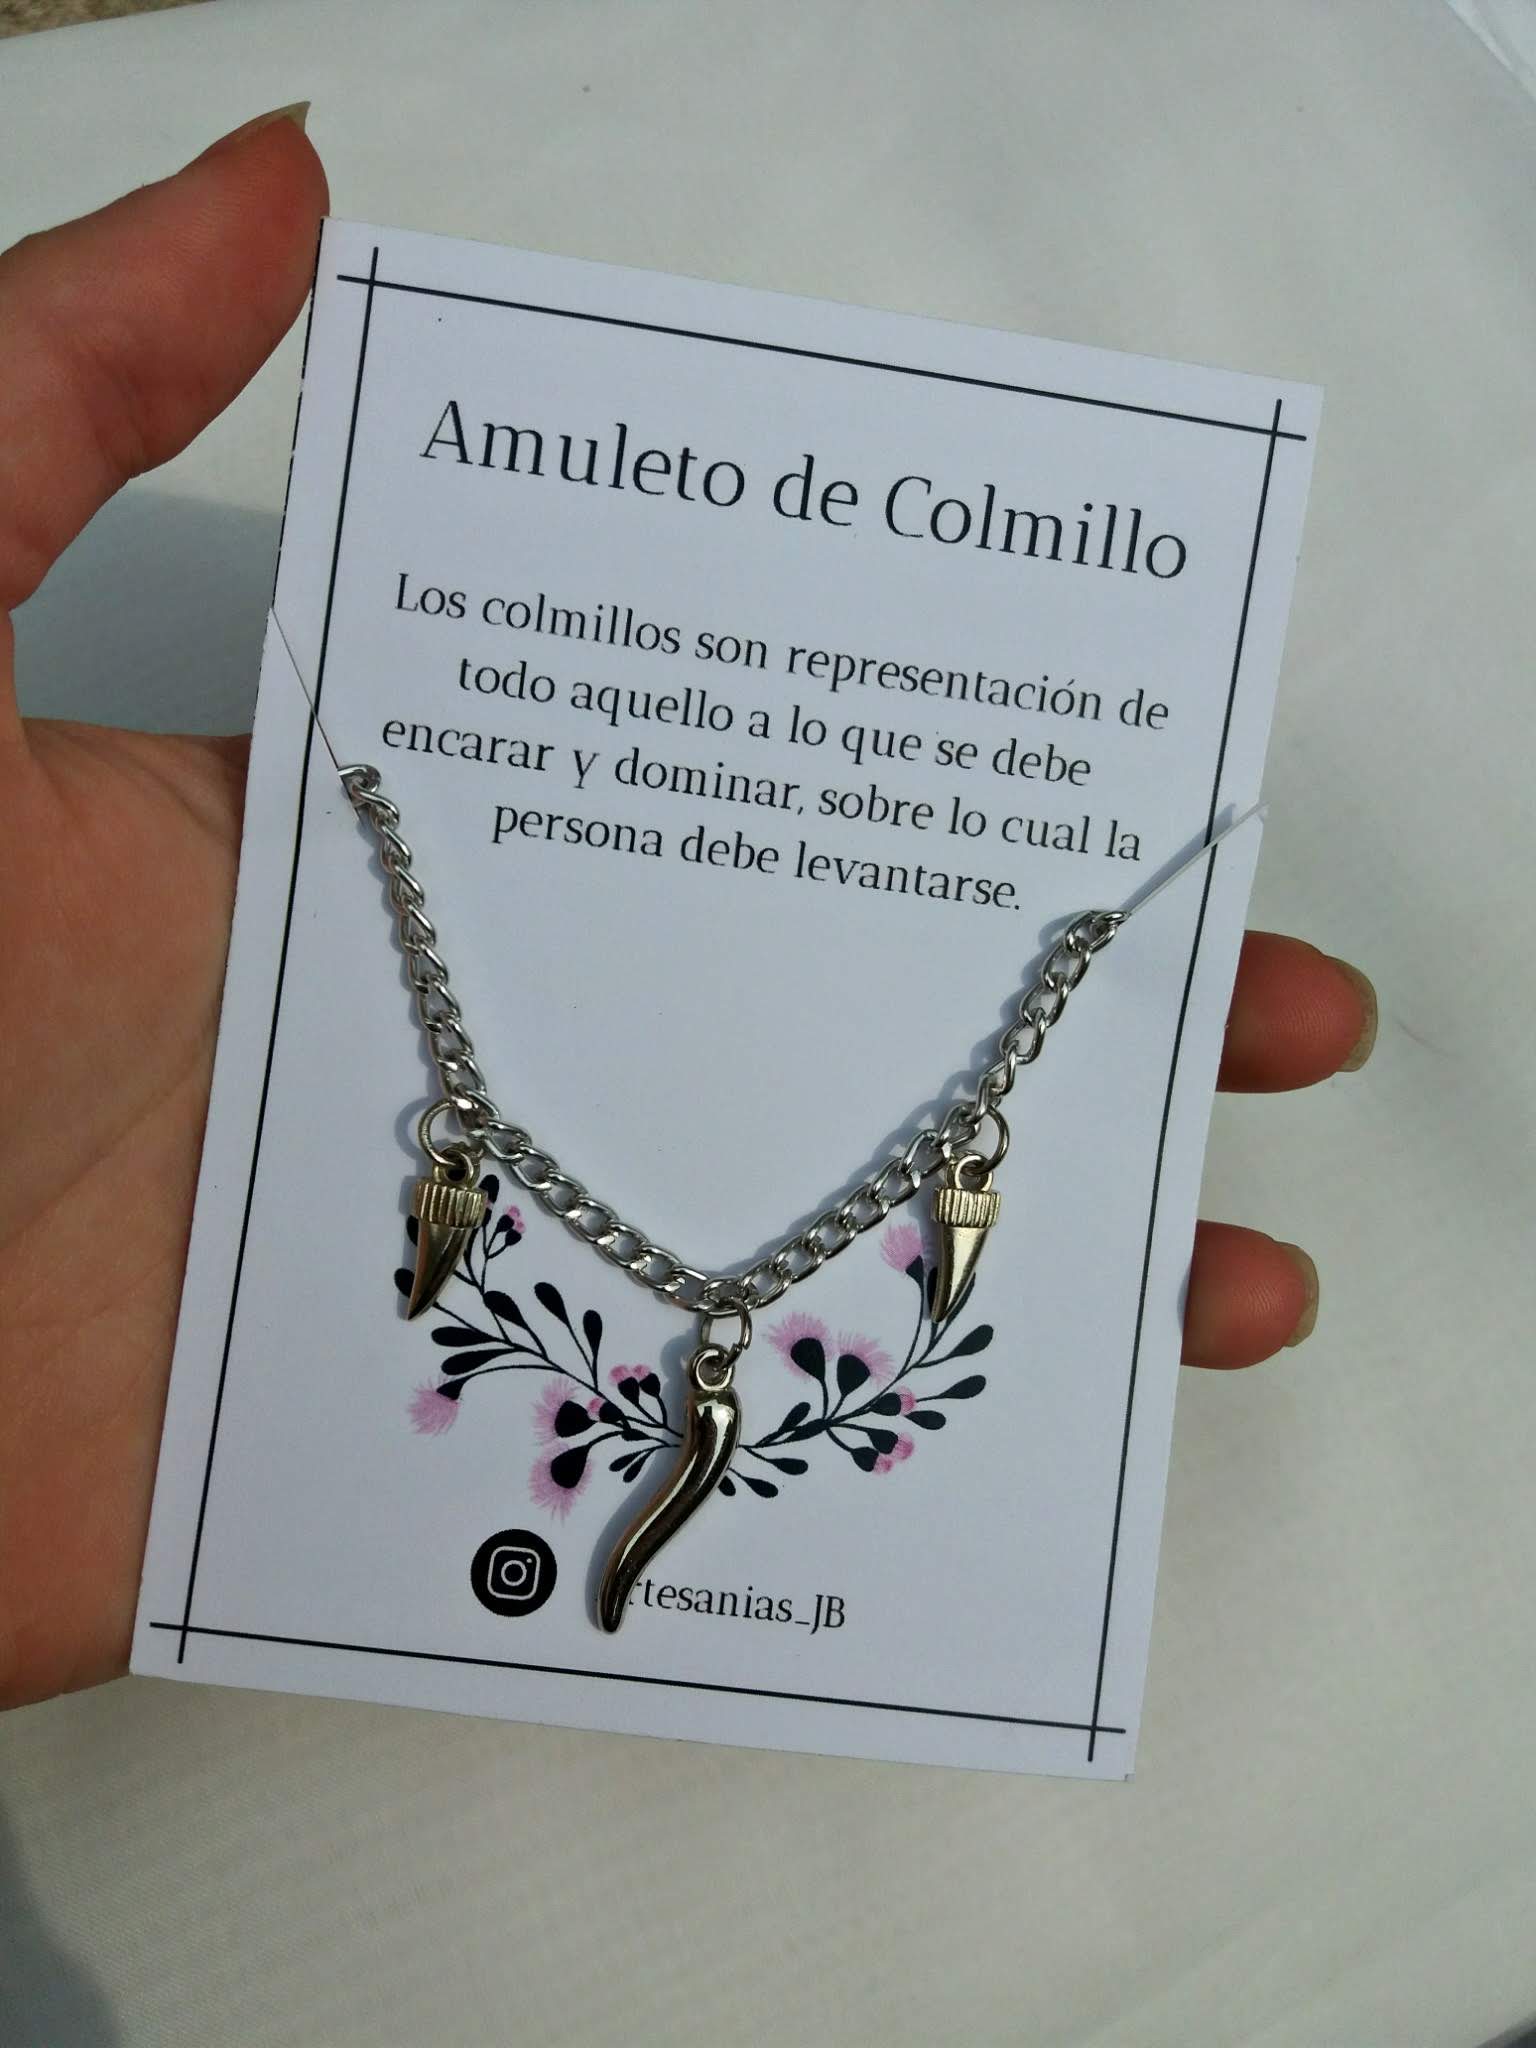 Amuleto de Colmillo
Los colmillos son representación de
todo aquello a lo que se debe
encarar y dominar, sobre lo cual la
persona debe levantarse.
rtesanias_JB